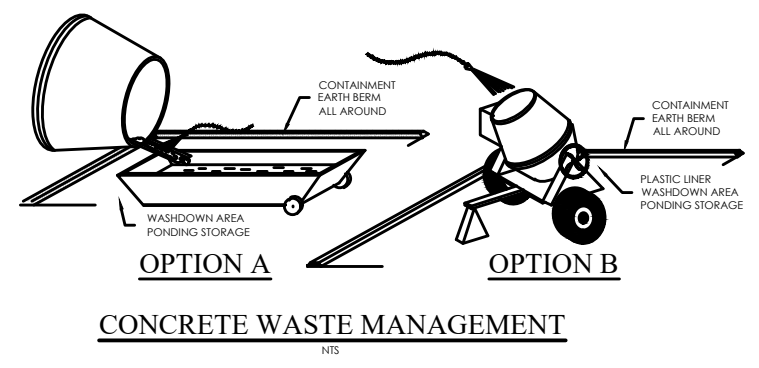 CONTAINMENT
EARTH BERM
ALL AROUND
WASHDOWN AREA
PONDING STORAGE
OPTION A
CONTAINMENT
EARTH BERM
ALL AROUND
PLASTIC LINER
WASHDOWN AREA
PONDING STORAGE
OPTION B
CONCRETE WASTE MANAGEMENT
NTS